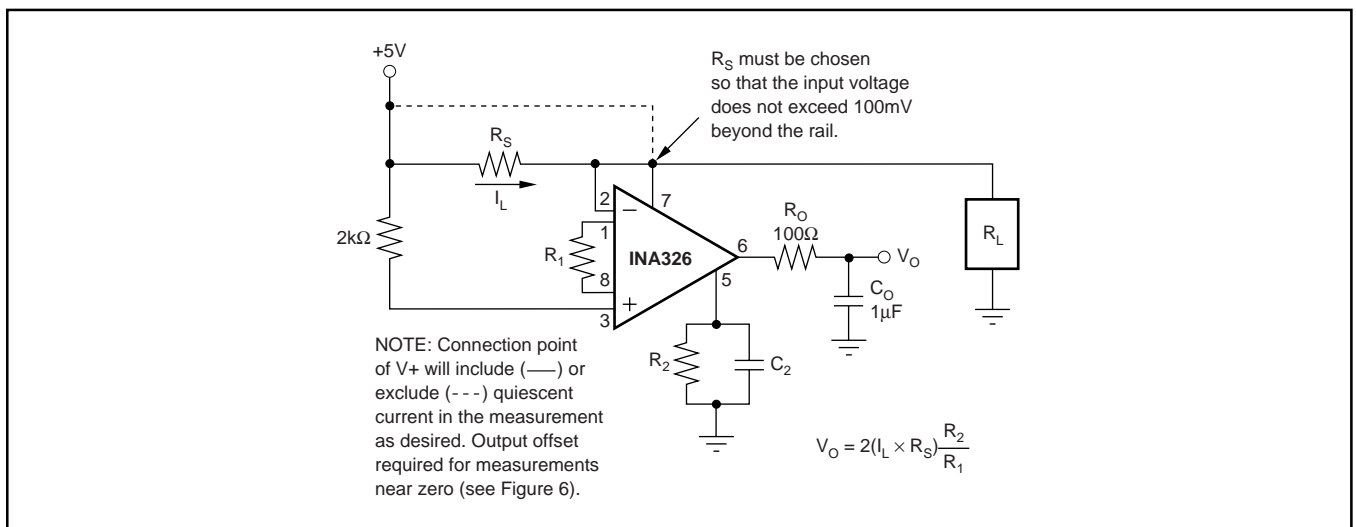 +5V
R_S must be chosen
so that the input voltage
does not exceed 100mV
beyond the rail.
R_S
I_L
2
7
−
1
R_O
100Ω
6
2kΩ
R_1
INA326
V_O
R_L
8
5
+
3
C_O
1µF
NOTE: Connection point
of V+ will include (—) or
exclude (- - -) quiescent
current in the measurement
as desired. Output offset
required for measurements
near zero (see Figure 6).
R_2
C_2
V_O = 2(I_L × R_S) R_2/R_1